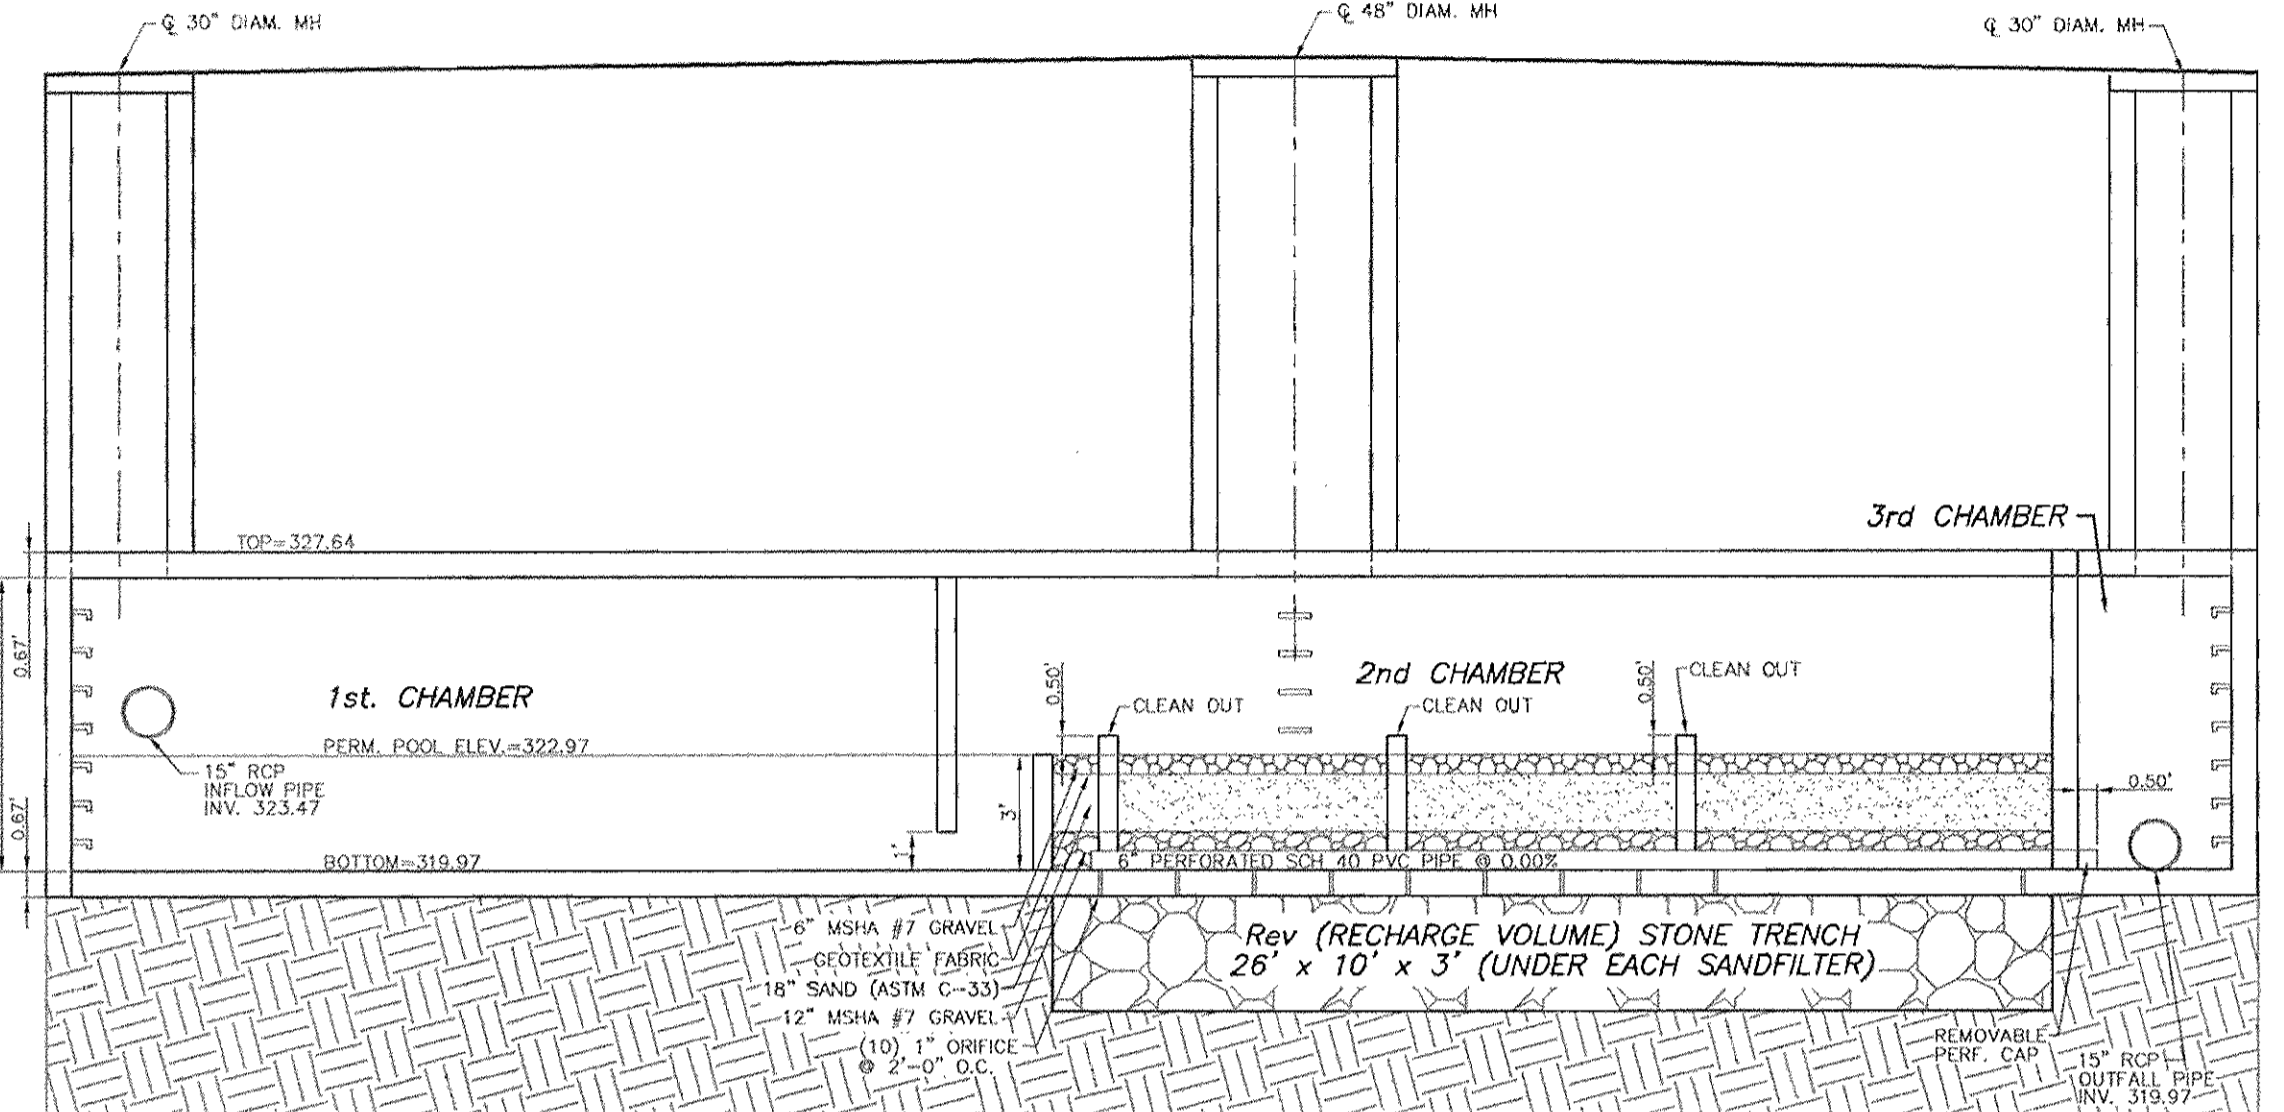 ℄ 30" DIAM. MH
℄ 48" DIAM. MH
℄ 30" DIAM. MH
3rd CHAMBER
TOP=327.64
0.67'
1st. CHAMBER
0.50'
2nd CHAMBER
0.50'
CLEAN OUT
CLEAN OUT
CLEAN OUT
PERM. POOL ELEV.=322.97
15" RCP
INFLOW PIPE
INV. 323.47
0.50'
3'
0.67'
1'
BOTTOM=319.97
6" PERFORATED SCH 40 PVC PIPE @ 0.00%
6" MSHA #7 GRAVEL
GEOTEXTILE FABRIC
18" SAND (ASTM C-33)
12" MSHA #7 GRAVEL
(10) 1" ORIFICE
@ 2'-0" O.C.
Rev (RECHARGE VOLUME) STONE TRENCH
26' x 10' x 3' (UNDER EACH SANDFILTER)
REMOVABLE
PERF. CAP
15" RCP
OUTFALL PIPE
INV. 319.97